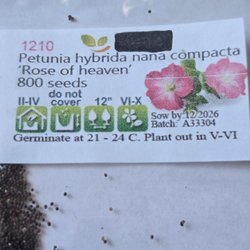 1210
Petunia hybrida nana compacta
‘Rose of heaven’
800 seeds
do not
II-IV cover 12" VI-X
Sow by:12/2026
Batch: A33304
Germinate at 21 - 24 C. Plant out in V-VI